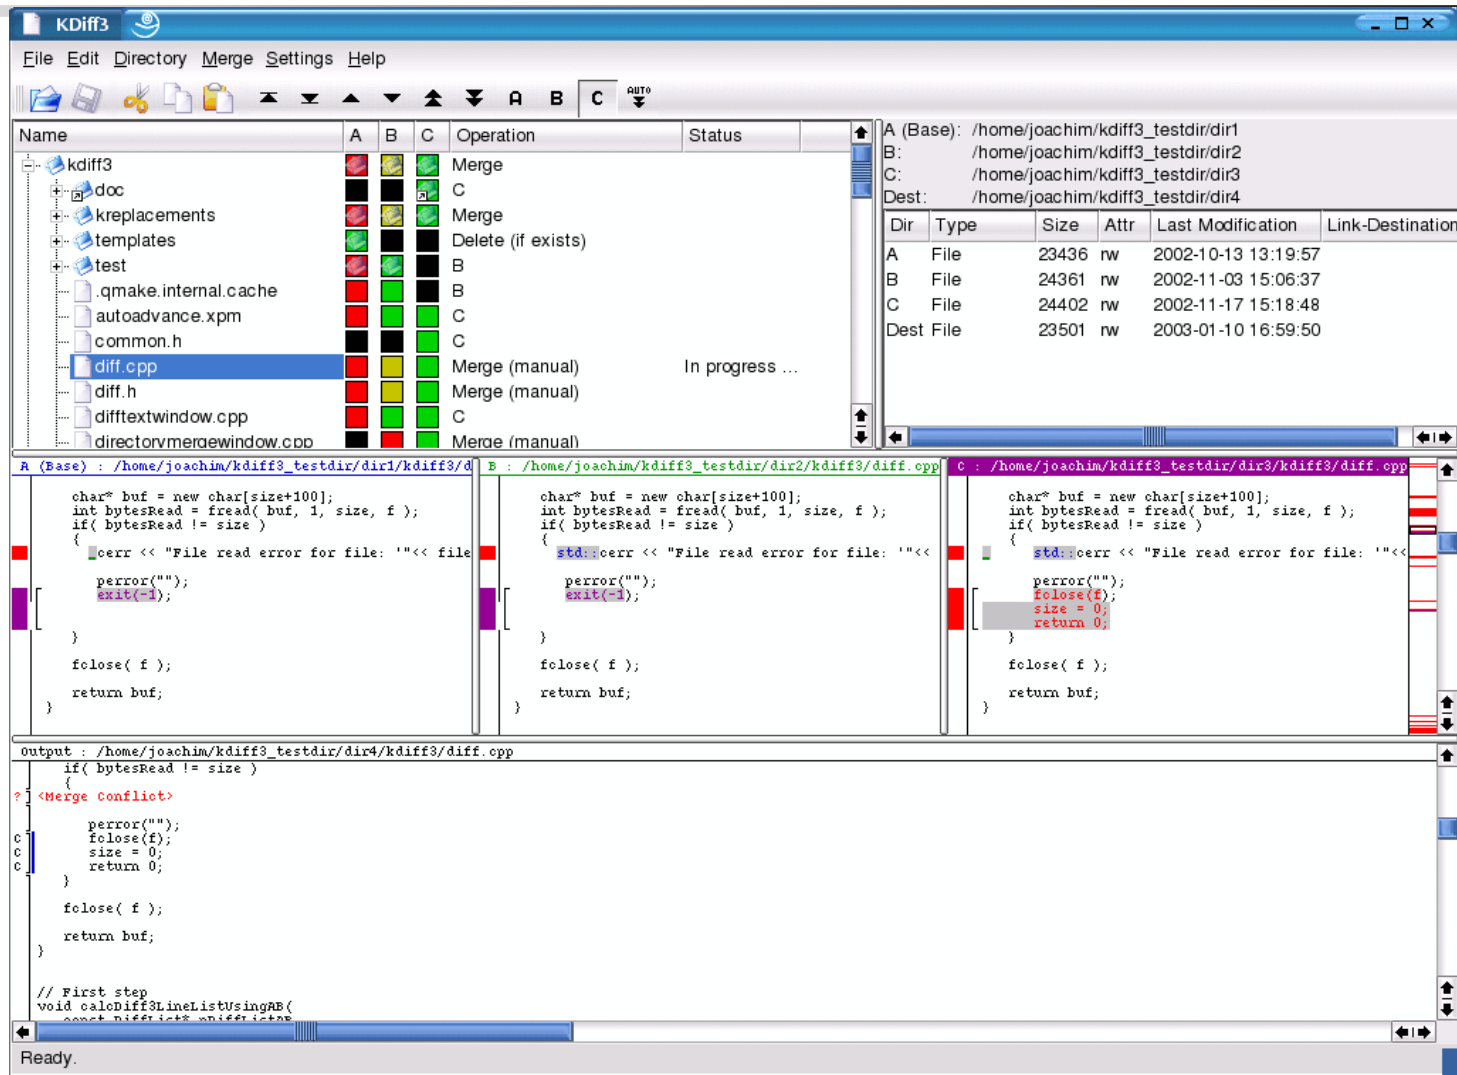 KDiff3
File Edit Directory Merge Settings Help
A B C AUTO
Name A B C Operation Status
kdiff3 Merge
doc C
kreplacements Merge
templates Delete (if exists)
test B
.qmake.internal.cache B
autoadvance.xpm C
common.h C
diff.cpp Merge (manual) In progress ...
diff.h Merge (manual)
difftextwindow.cpp C
directorymergewindow.cpp Merge (manual)
A (Base): /home/joachim/kdiff3_testdir/dir1
B: /home/joachim/kdiff3_testdir/dir2
C: /home/joachim/kdiff3_testdir/dir3
Dest: /home/joachim/kdiff3_testdir/dir4
Dir Type Size Attr Last Modification Link-Destination
A File 23436 rw 2002-10-13 13:19:57
B File 24361 rw 2002-11-03 15:06:37
C File 24402 rw 2002-11-17 15:18:48
Dest File 23501 rw 2003-01-10 16:59:50
A (Base) : /home/joachim/kdiff3_testdir/dir1/kdiff3/d
char* buf = new char[size+100];
int bytesRead = fread( buf, 1, size, f );
if( bytesRead != size )
{
cerr << "File read error for file: '"<< file
perror("");
exit(-1);
}
fclose( f );
return buf;
}
B : /home/joachim/kdiff3_testdir/dir2/kdiff3/diff.cpp
char* buf = new char[size+100];
int bytesRead = fread( buf, 1, size, f );
if( bytesRead != size )
{
std::cerr << "File read error for file: '"<<
perror("");
exit(-1);
}
fclose( f );
return buf;
}
C : /home/joachim/kdiff3_testdir/dir3/kdiff3/diff.cpp
char* buf = new char[size+100];
int bytesRead = fread( buf, 1, size, f );
if( bytesRead != size )
{
std::cerr << "File read error for file: '"<<
perror("");
fclose(f);
size = 0;
return 0;
}
fclose( f );
return buf;
}
Output : /home/joachim/kdiff3_testdir/dir4/kdiff3/diff.cpp
if( bytesRead != size )
{
? <Merge Conflict>
perror("");
C fclose(f);
C size = 0;
C return 0;
}
fclose( f );
return buf;
}
// First step
void calcDiff3LineListUsingAB(
const DiffList* pDiffListAB
Ready.